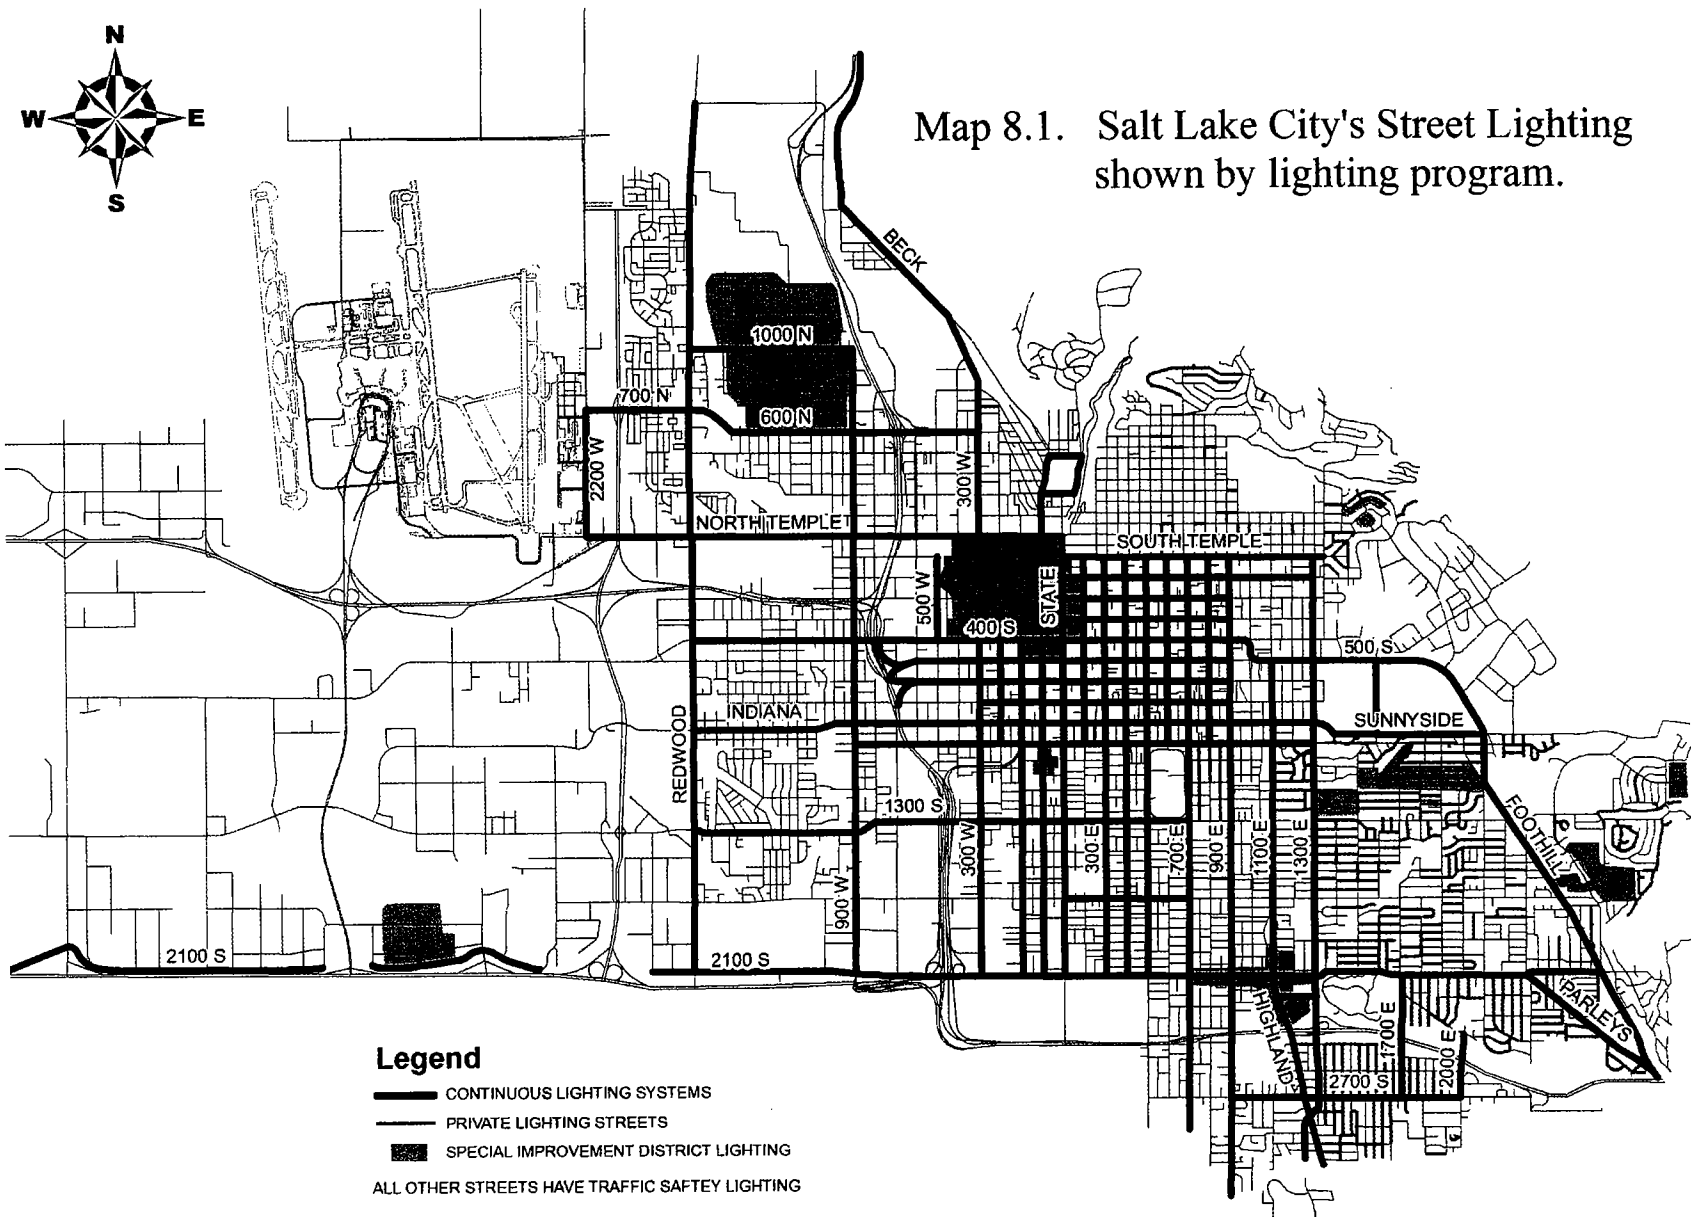 N
W
E
S
Map 8.1. Salt Lake City's Street Lighting
shown by lighting program.
BECK
1000 N
700 N
600 N
2200 W
300 W
NORTH TEMPLET
SOUTH TEMPLE
500 W
STATE
400 S
500 S
REDWOOD
INDIANA
SUNNYSIDE
1300 S
FOOTHILL
300 W
300 E
700 E
900 E
1100 E
1300 E
900 W
2100 S
2100 S
HIGHLAND
1700 E
2000 E
PARLEYS
2700 S
Legend
CONTINUOUS LIGHTING SYSTEMS
PRIVATE LIGHTING STREETS
SPECIAL IMPROVEMENT DISTRICT LIGHTING
ALL OTHER STREETS HAVE TRAFFIC SAFTEY LIGHTING